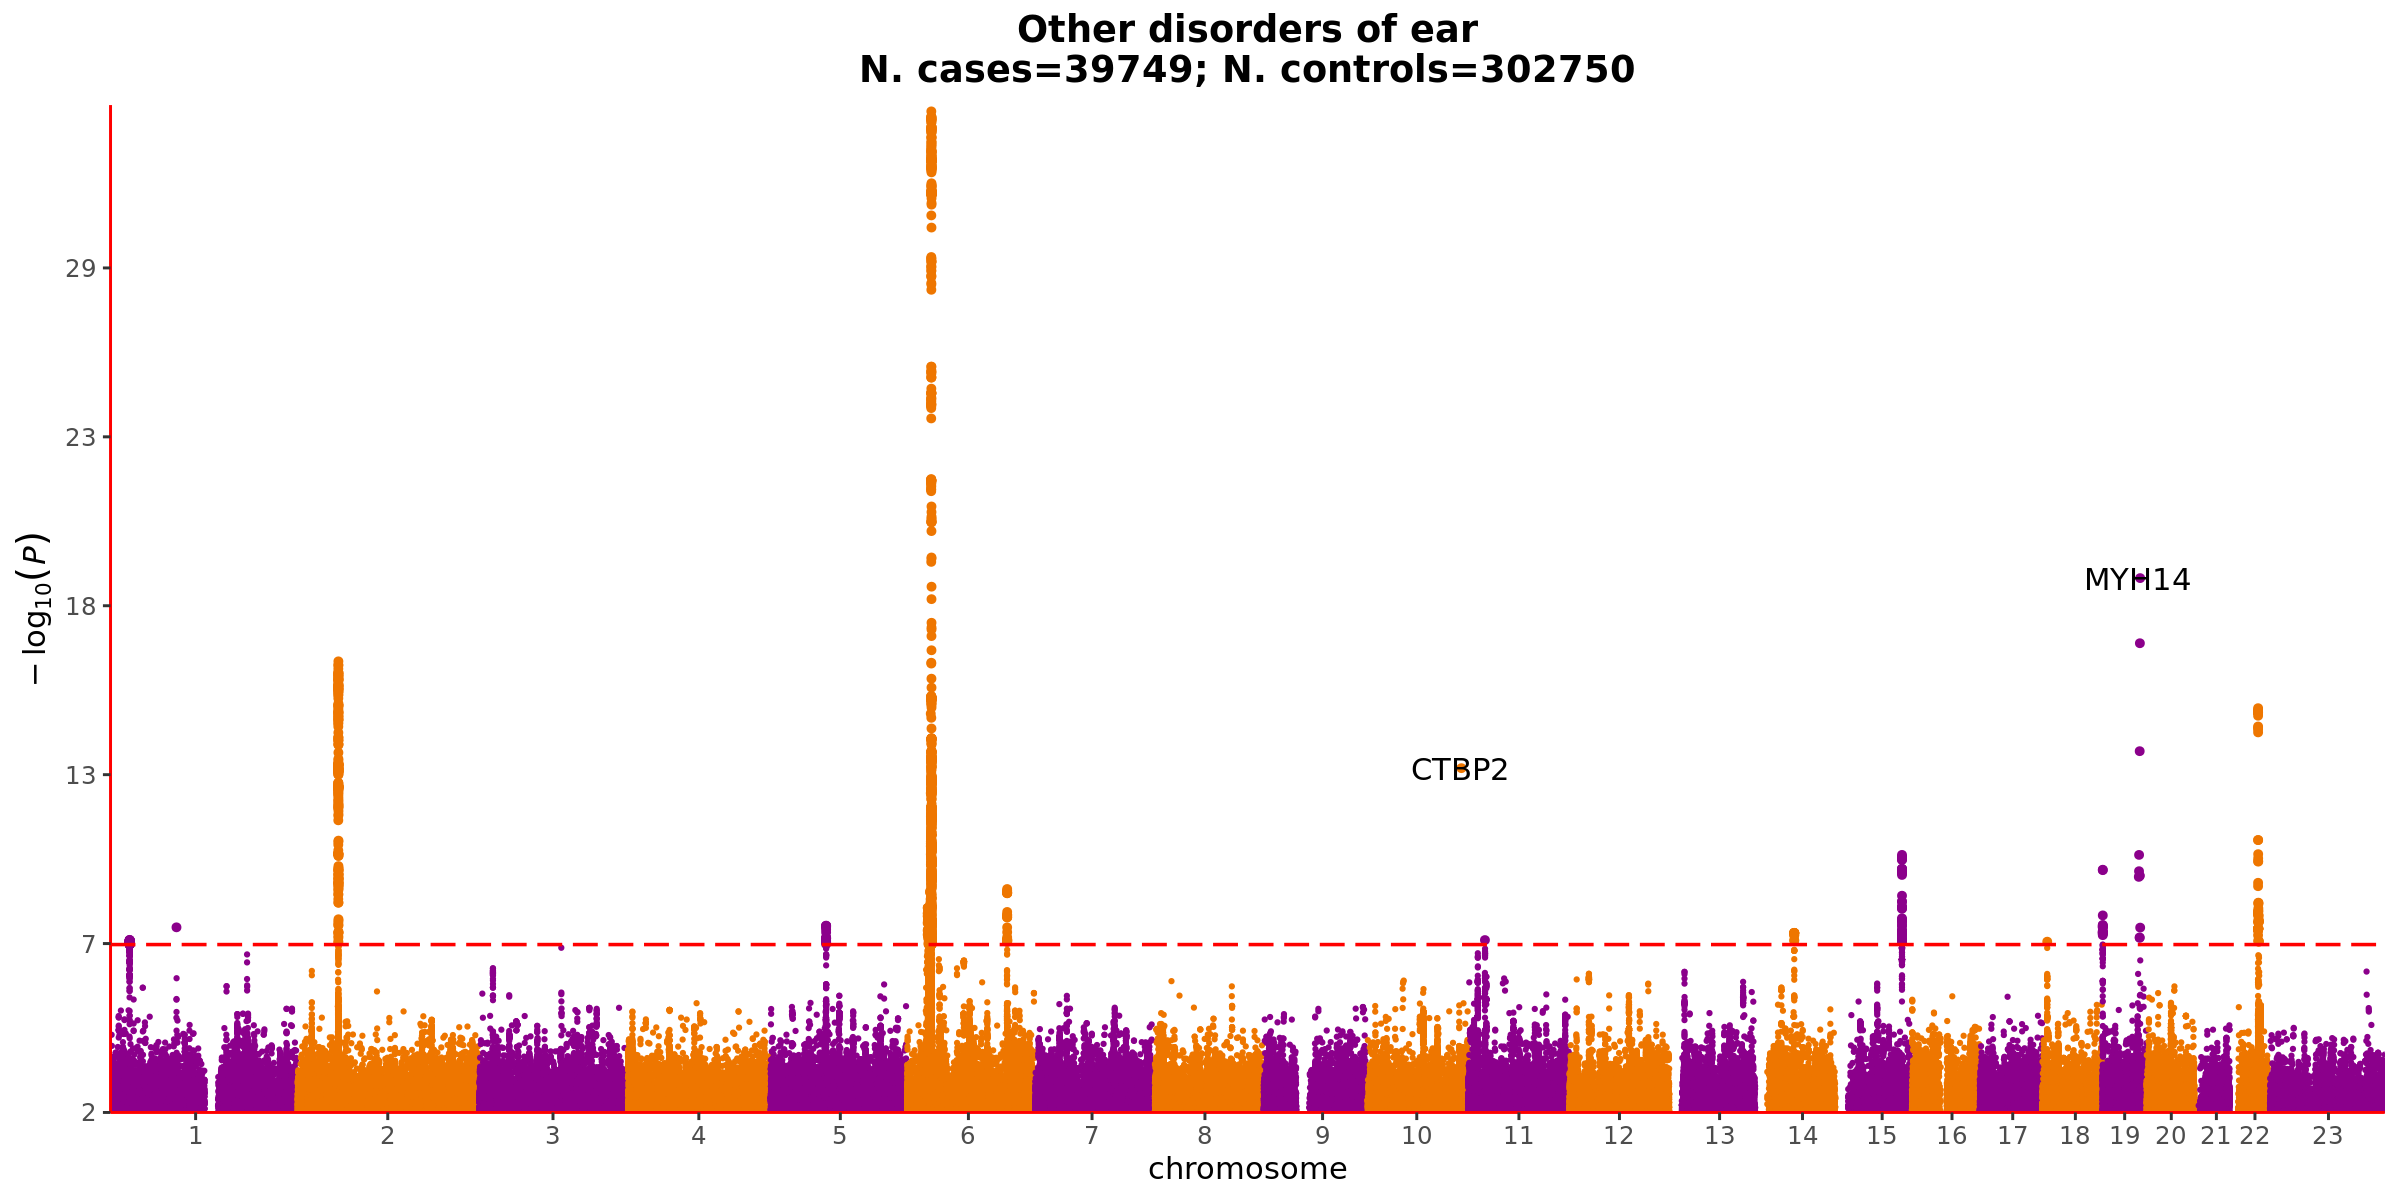 Other disorders of ear
N. cases=39749; N. controls=302750
29
23
18
13
7
2
− log10(P)
MYH14
CTBP2
1 2 3 4 5 6 7 8 9 10 11 12 13 14 15 16 17 18 19 20 21 22 23
chromosome